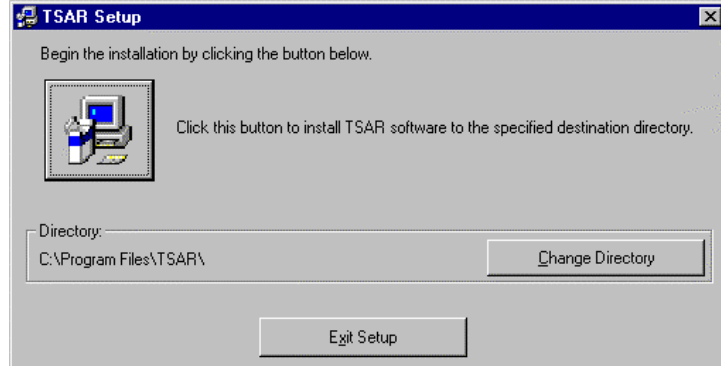 TSAR Setup
Begin the installation by clicking the button below.
Click this button to install TSAR software to the specified destination directory.
Directory:
C:\Program Files\TSAR\
Change Directory
Exit Setup